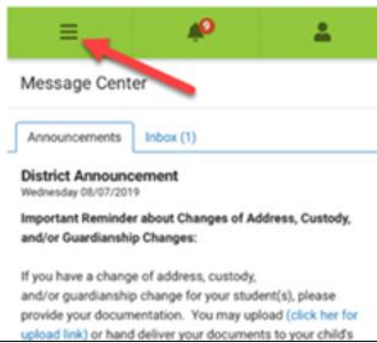 9
Message Center
Announcements Inbox (1)
District Announcement
Wednesday 08/07/2019
Important Reminder about Changes of Address, Custody,
and/or Guardianship Changes:
If you have a change of address, custody,
and/or guardianship change for your student(s), please
provide your documentation. You may upload (click her for
upload link) or hand deliver your documents to your child's